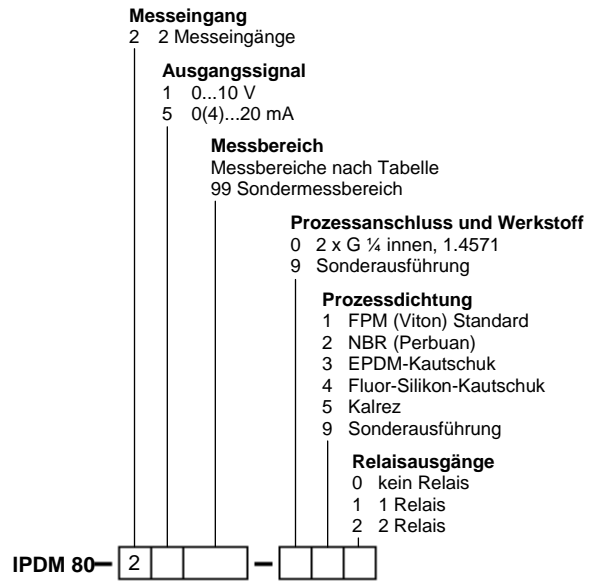 Messeingang
2 2 Messeingänge
Ausgangssignal
1 0...10 V
5 0(4)...20 mA
Messbereich
Messbereiche nach Tabelle
99 Sondermessbereich
Prozessanschluss und Werkstoff
0 2 x G ¼ innen, 1.4571
9 Sonderausführung
Prozessdichtung
1 FPM (Viton) Standard
2 NBR (Perbuan)
3 EPDM-Kautschuk
4 Fluor-Silikon-Kautschuk
5 Kalrez
9 Sonderausführung
Relaisausgänge
0 kein Relais
1 1 Relais
2 2 Relais
IPDM 80– 2 –